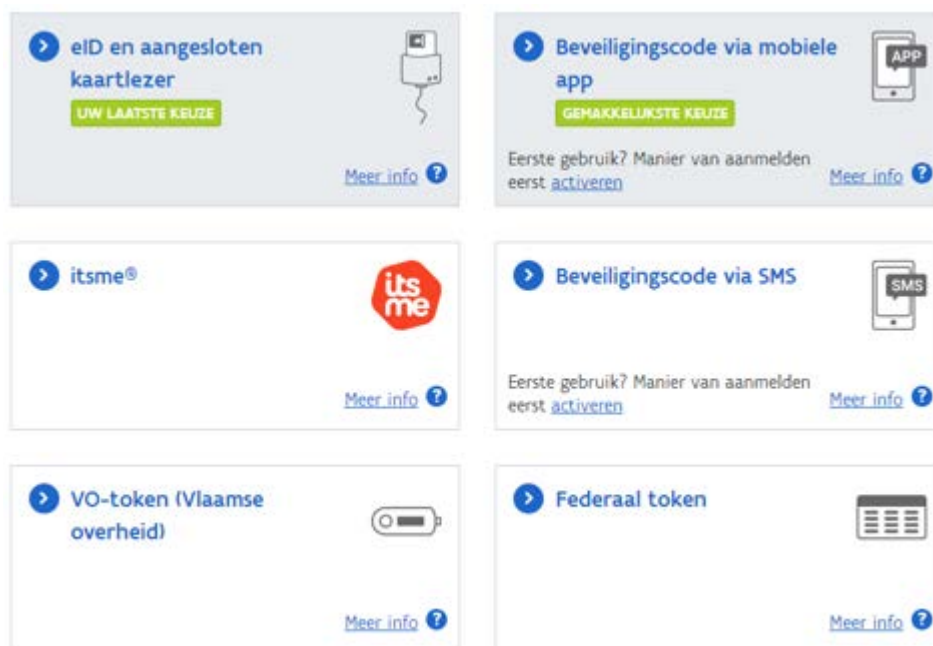 eID en aangesloten
kaartlezer
UW LAATSTE KEUZE
Meer info ?
Beveiligingscode via mobiele
app
APP
GEMAKKELIJKSTE KEUZE
Eerste gebruik? Manier van aanmelden
eerst activeren
Meer info ?
itsme®
its
me
Meer info ?
Beveiligingscode via SMS
SMS
Eerste gebruik? Manier van aanmelden
eerst activeren
Meer info ?
VO-token (Vlaamse
overheid)
Meer info ?
Federaal token
Meer info ?